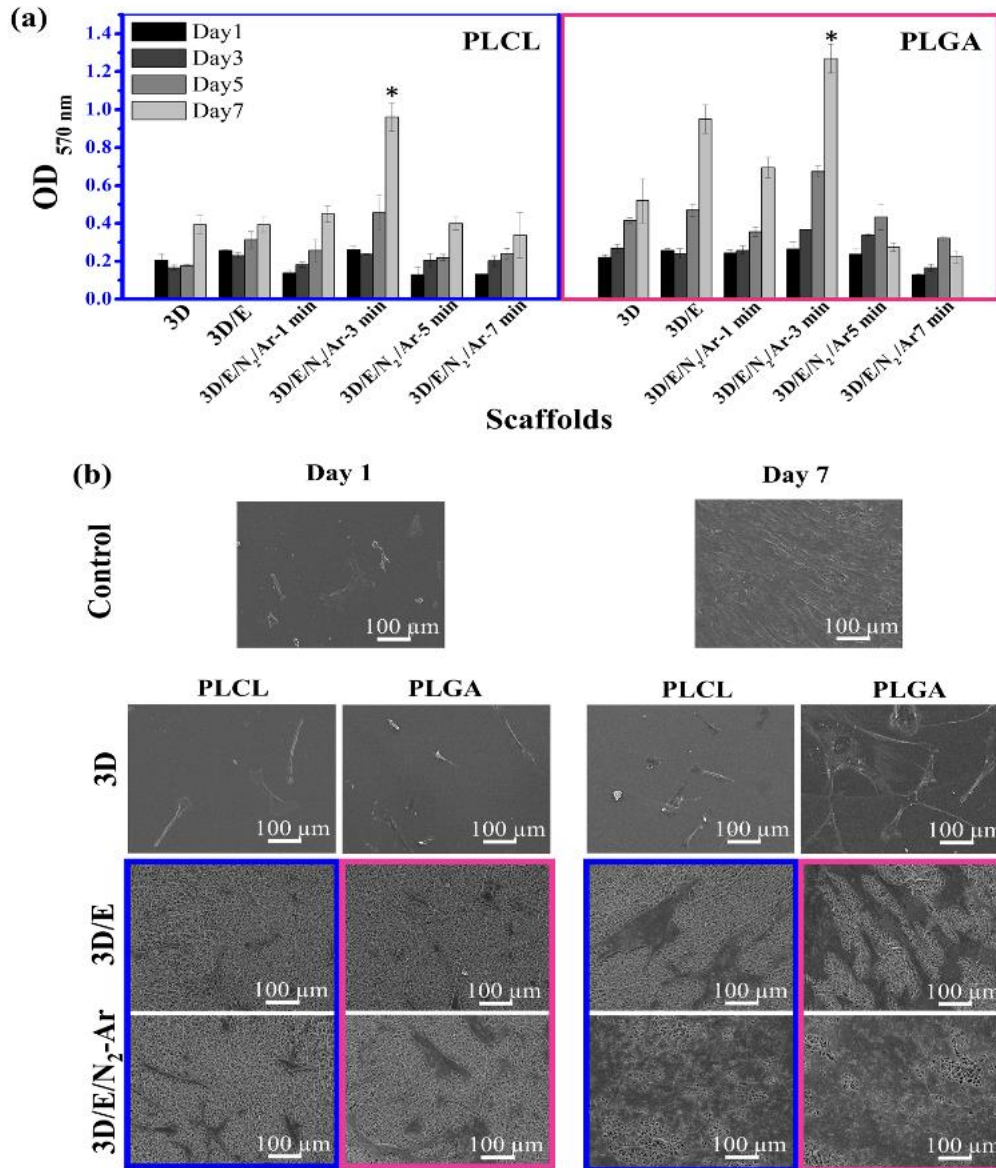 (a)
1.4
1.2
1.0
0.8
0.6
0.4
0.2
0.0
OD 570 nm
Day1
Day3
Day5
Day7
PLCL
*
PLGA
*
3D
3D/E
3D/E/N2/Ar-1 min
3D/E/N2/Ar-3 min
3D/E/N2/Ar-5 min
3D/E/N2/Ar-7 min
3D
3D/E
3D/E/N2/Ar-1 min
3D/E/N2/Ar-3 min
3D/E/N2/Ar5 min
3D/E/N2/Ar7 min
Scaffolds
(b)
Day 1
Day 7
Control
100 µm
100 µm
PLCL
PLGA
PLCL
PLGA
3D
100 µm
100 µm
100 µm
100 µm
3D/E
100 µm
100 µm
100 µm
100 µm
3D/E/N2-Ar
100 µm
100 µm
100 µm
100 µm